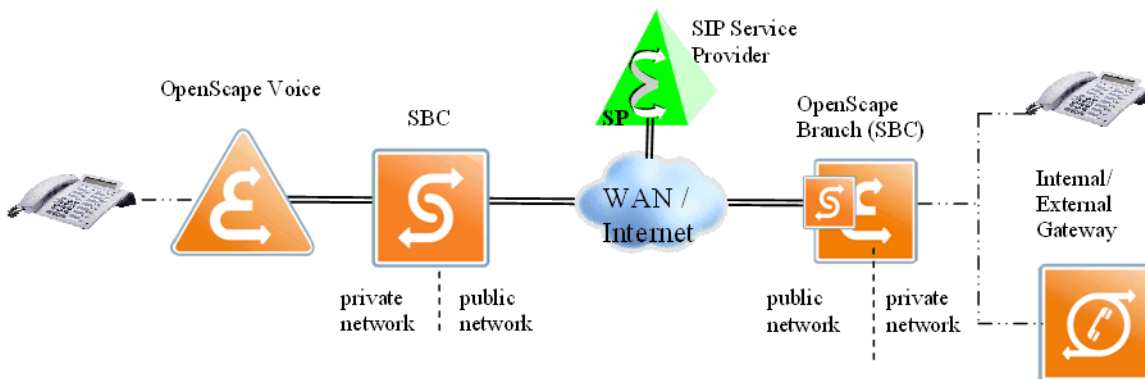 SIP Service
Provider
OpenScape Voice
SBC
SP
OpenScape
Branch (SBC)
WAN /
Internet
Internal/
External
Gateway
private
network
public
network
public
network
private
network